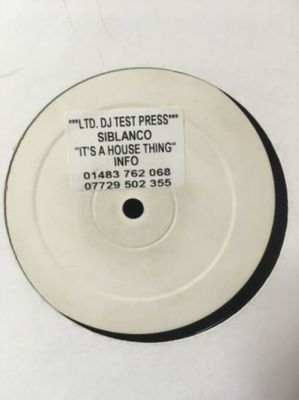 ***LTD. DJ TEST PRESS***
SIBLANCO
"IT'S A HOUSE THING"
INFO
01483 762 068
07729 502 355